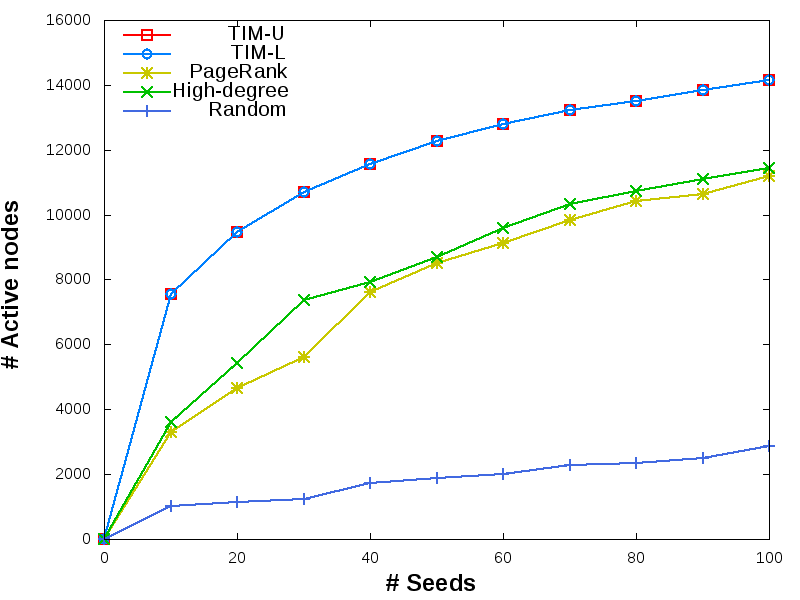 16000
14000
12000
10000
8000
6000
4000
2000
0
# Active nodes
TIM-U
TIM-L
PageRank
High-degree
Random
0 20 40 60 80 100
# Seeds